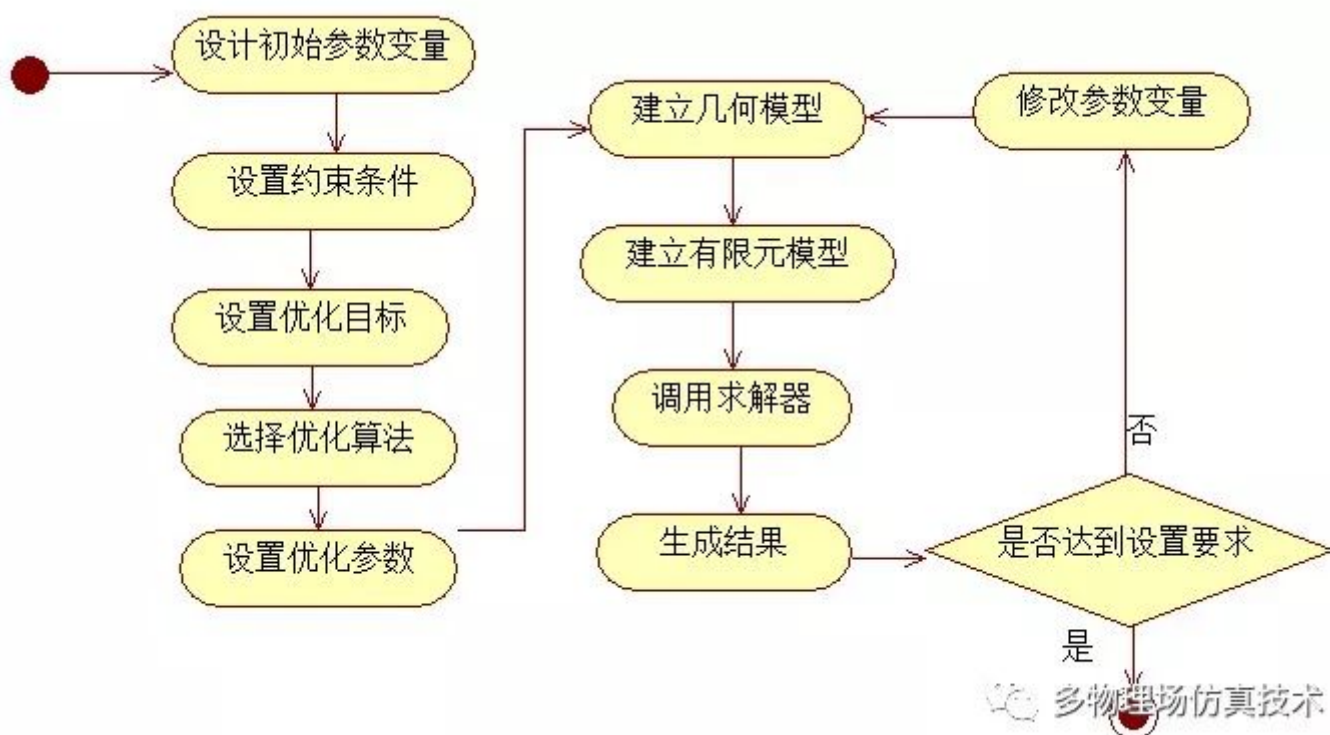 设计初始参数变量
设置约束条件
设置优化目标
选择优化算法
设置优化参数
建立几何模型
建立有限元模型
调用求解器
生成结果
修改参数变量
否
是否达到设置要求
是
多物理场仿真技术